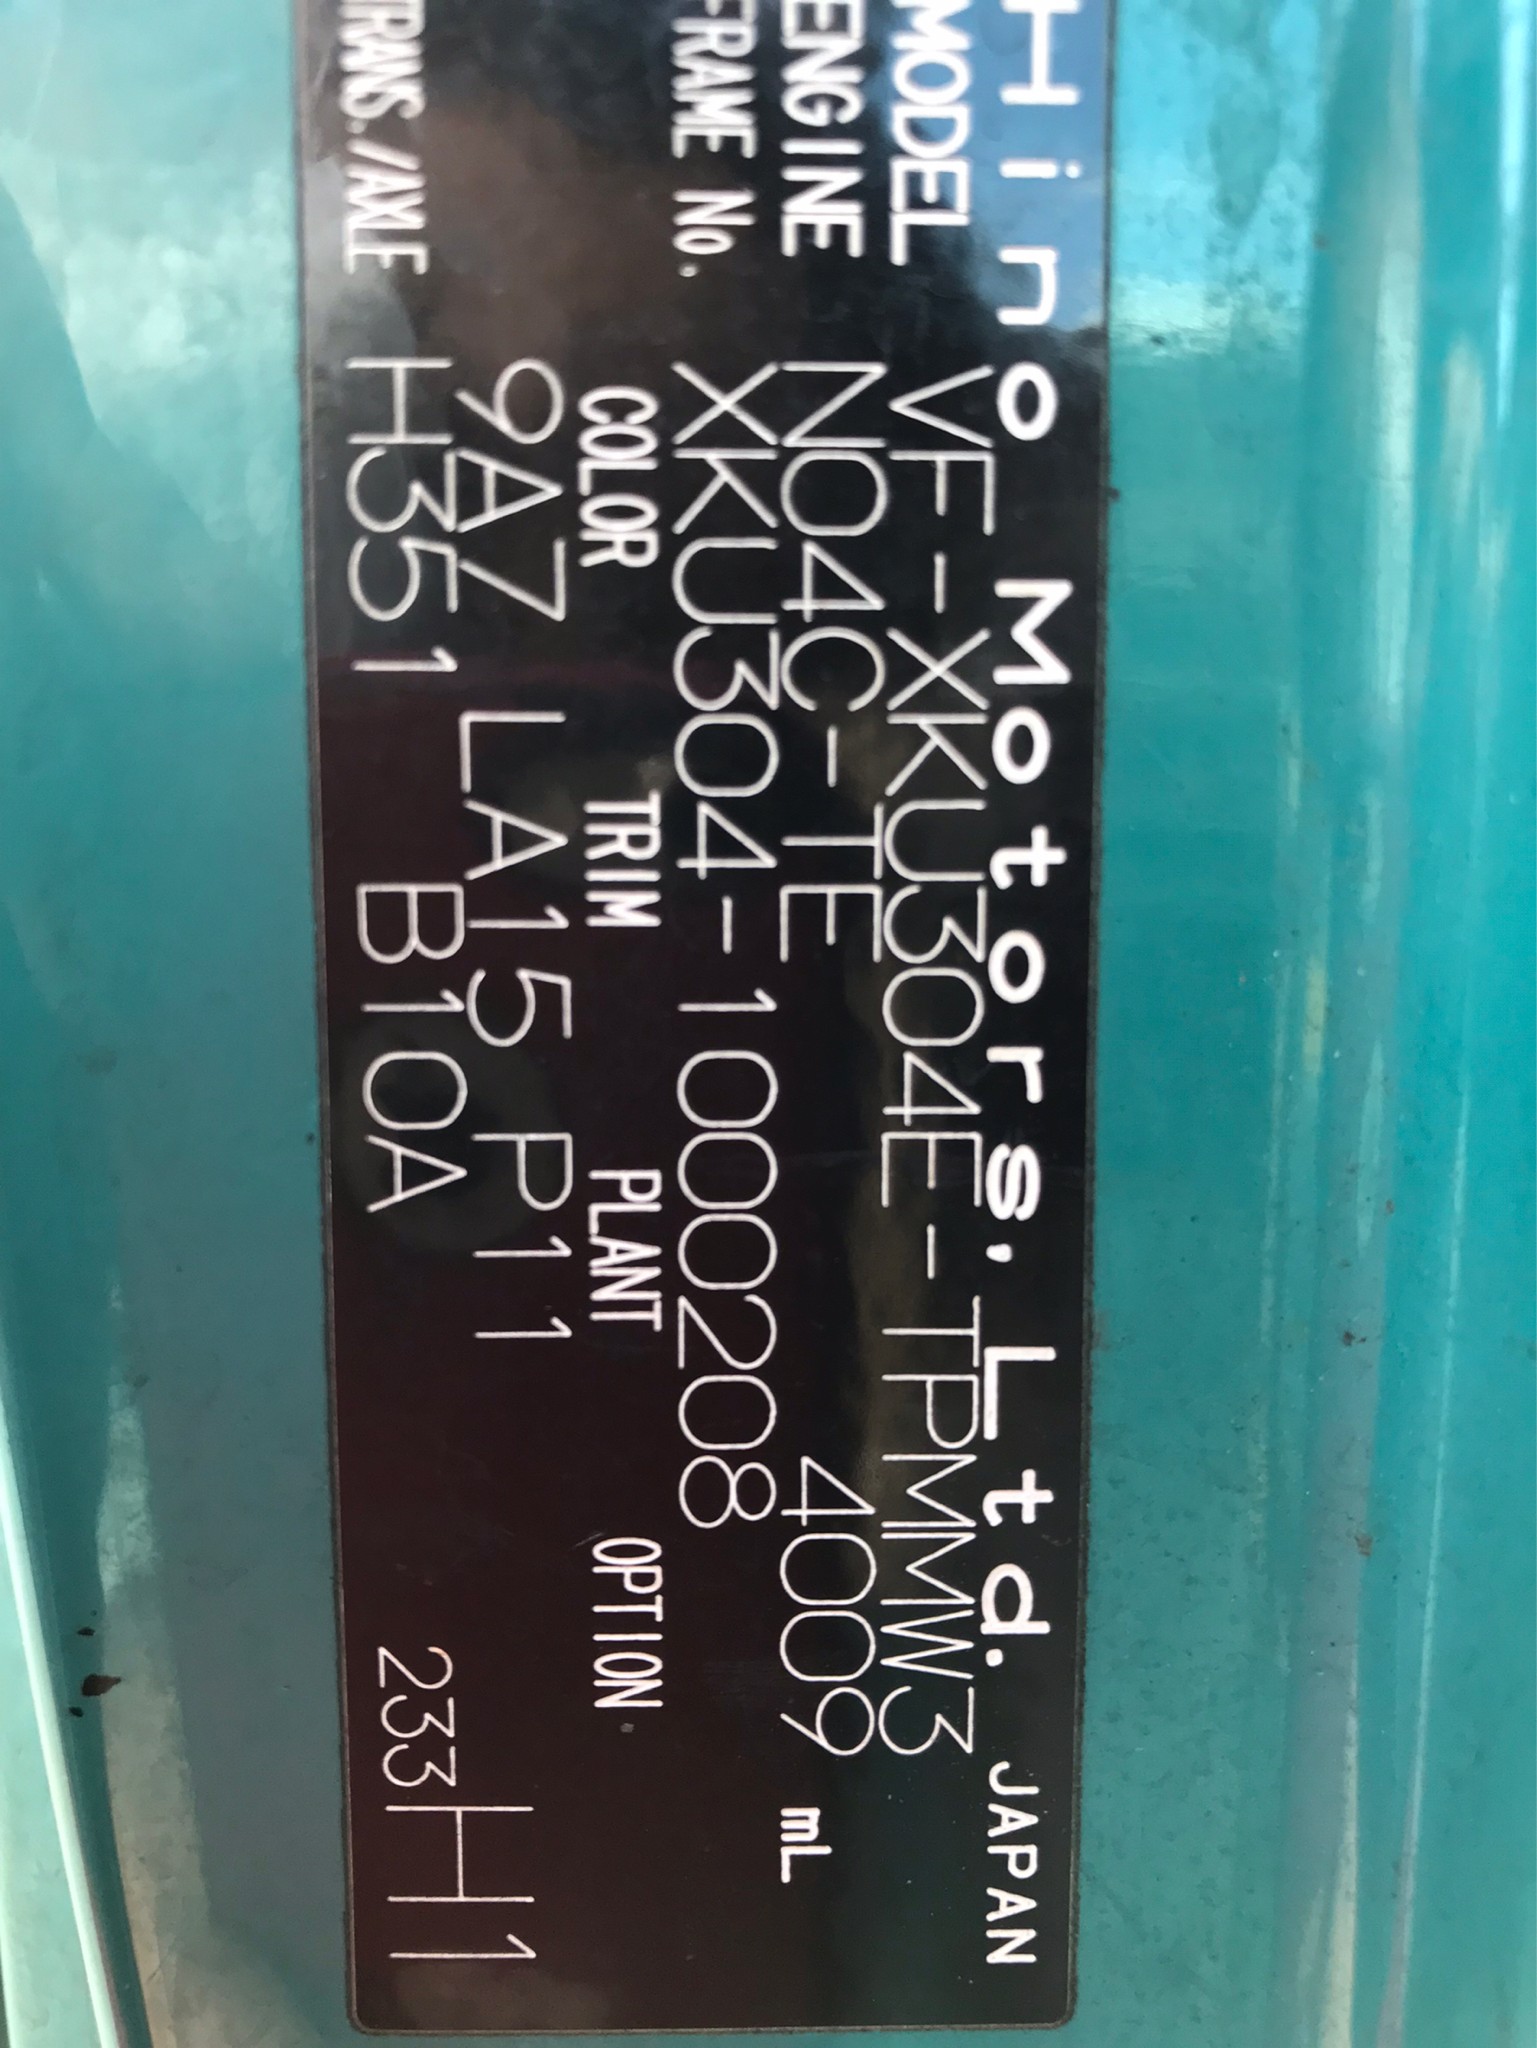 Hino Motors, Ltd. JAPAN
MODEL VF-XKU304E-TPMMW3
ENGINE N04C-TE 4009 mL
FRAME No. XKU304-1000208
COLOR TRIM PLANT OPTION
9A7 LA15 P11
TRANS./AXLE H351 B10A 233H1